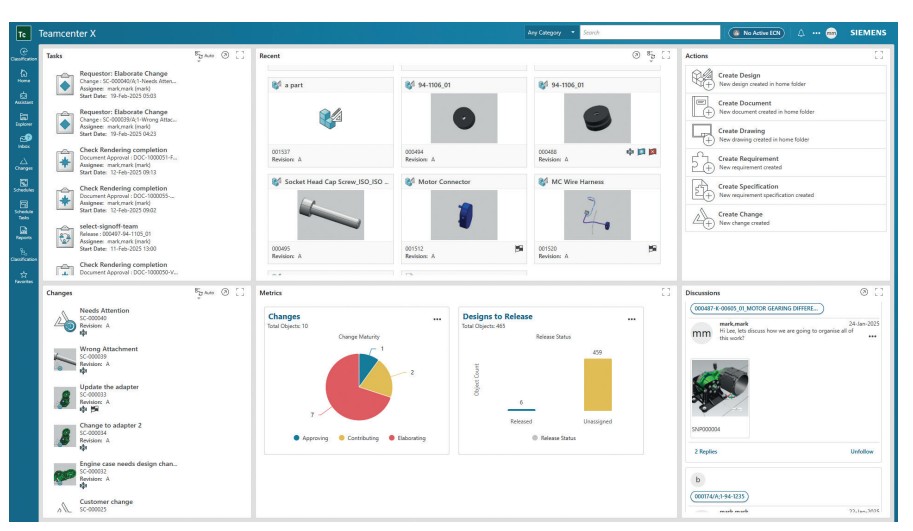 Tc
Teamcenter X
Any Category
Search
No Active ECN
mm
SIEMENS
Classification
Home
Assistant
Explorer
Inbox
Changes
Schedules
Schedule
Tasks
Reports
Classification
Favorites
Tasks
Auto
Requestor: Elaborate Change
Change : SC-000040/A;1-Needs Atten...
Assignee: mark,mark (mark)
Start Date: 19-Feb-2025 05:03
Requestor: Elaborate Change
Change : SC-000039/A;1-Wrong Attac...
Assignee: mark,mark (mark)
Start Date: 19-Feb-2025 04:23
Check Rendering completion
Document Approval : DOC-1000051-F...
Assignee: mark,mark (mark)
Start Date: 12-Feb-2025 09:13
Check Rendering completion
Document Approval : DOC-1000055-...
Assignee: mark,mark (mark)
Start Date: 12-Feb-2025 09:02
select-signoff-team
Release : 000497-94-1105_01
Assignee: mark,mark (mark)
Start Date: 11-Feb-2025 13:00
Check Rendering completion
Document Approval : DOC-1000050-V...
Recent
a part
001537
Revision: A
94-1106_01
000494
Revision: A
94-1106_01
000488
Revision: A
Socket Head Cap Screw_ISO_ISO ...
000495
Revision: A
Motor Connector
001512
Revision: A
MC Wire Harness
001520
Revision: A
Actions
Create Design
New design created in home folder
Create Document
New document created in home folder
Create Drawing
New drawing created in home folder
Create Requirement
New requirement created
Create Specification
New requirement specification created
Create Change
New change created
Changes
Auto
Needs Attention
SC-000040
Revision: A
Wrong Attachment
SC-000039
Revision: A
Update the adapter
SC-000033
Revision: A
Change to adapter 2
SC-000034
Revision: A
Engine case needs design chan...
SC-000032
Revision: A
Customer change
SC-000025
Metrics
Changes
Total Objects: 10
Change Maturity
1
2
7
Approving
Contributing
Elaborating
Designs to Release
Total Objects: 465
Release Status
Object Count
459
6
Released
Unassigned
Release Status
Discussions
000487-K-00605_01_MOTOR GEARING DIFFERE...
mm
mark,mark
24-Jan-2025
Hi Lee, lets discuss how we are going to organise all of
this work?
SNP000004
2 Replies
Unfollow
b
000174/A;1-94-1235
mark,mark
22-Jan-2025